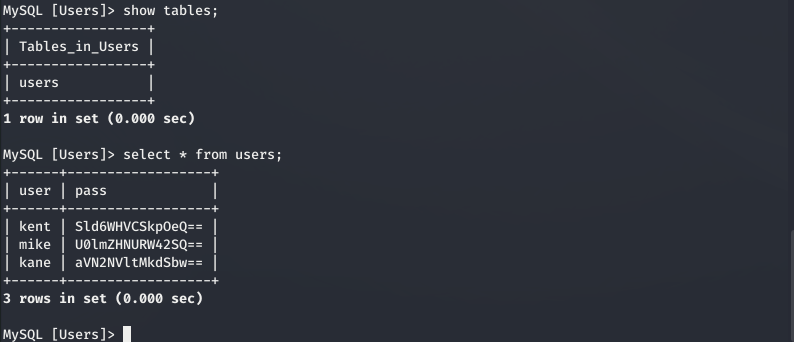 MySQL [Users]> show tables;
+-----------------+
| Tables_in_Users |
+-----------------+
| users           |
+-----------------+
1 row in set (0.000 sec)

MySQL [Users]> select * from users;
+------+------------------+
| user | pass             |
+------+------------------+
| kent | Sld6WHVCSkpOeQ== |
| mike | U0lmZHNURW42SQ== |
| kane | aVN2NVltMkdSbw== |
+------+------------------+
3 rows in set (0.000 sec)

MySQL [Users]>